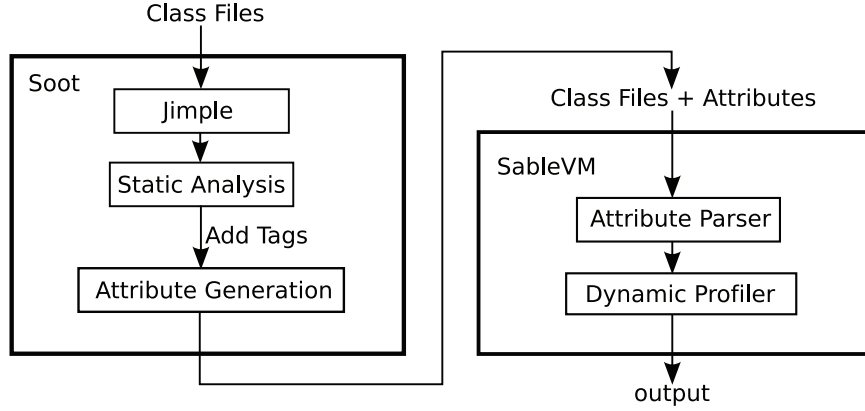 Class Files
Soot
Jimple
Static Analysis
Add Tags
Attribute Generation
Class Files + Attributes
SableVM
Attribute Parser
Dynamic Profiler
output